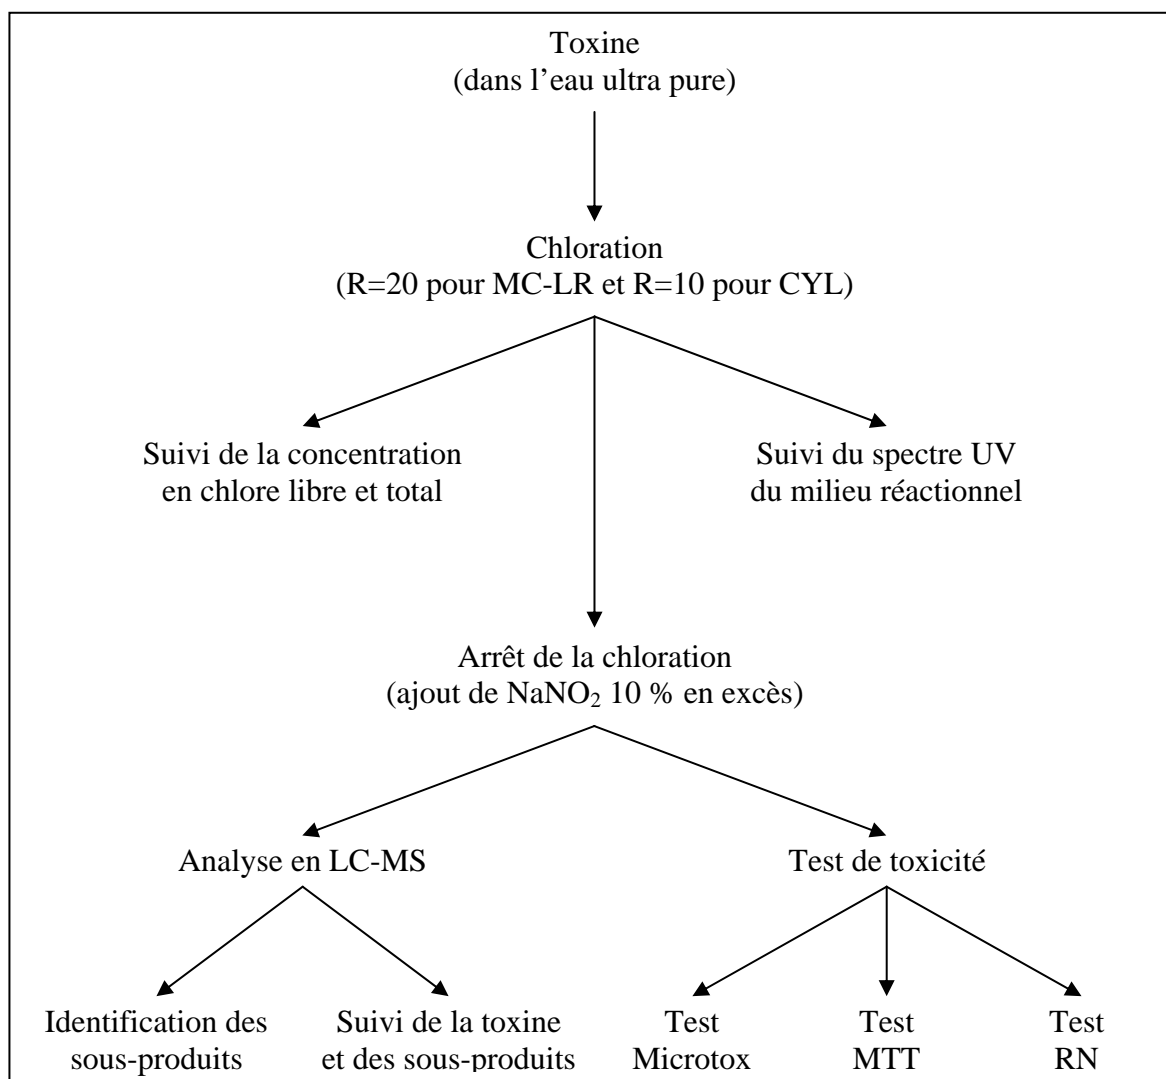 Toxine
(dans l’eau ultra pure)
Chloration
(R=20 pour MC-LR et R=10 pour CYL)
Suivi de la concentration
en chlore libre et total
Suivi du spectre UV
du milieu réactionnel
Arrêt de la chloration
(ajout de NaNO₂ 10 % en excès)
Analyse en LC-MS
Test de toxicité
Identification des
sous-produits
Suivi de la toxine
et des sous-produits
Test
Microtox
Test
MTT
Test
RN